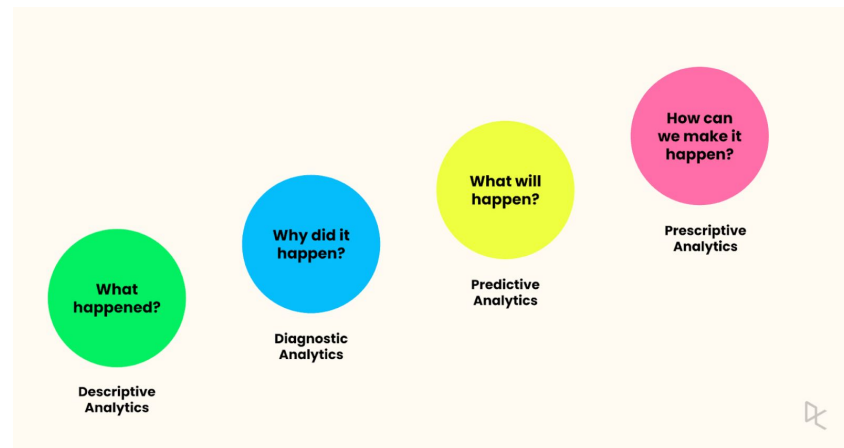 What
happened?
Descriptive
Analytics
Why did it
happen?
Diagnostic
Analytics
What will
happen?
Predictive
Analytics
How can
we make it
happen?
Prescriptive
Analytics